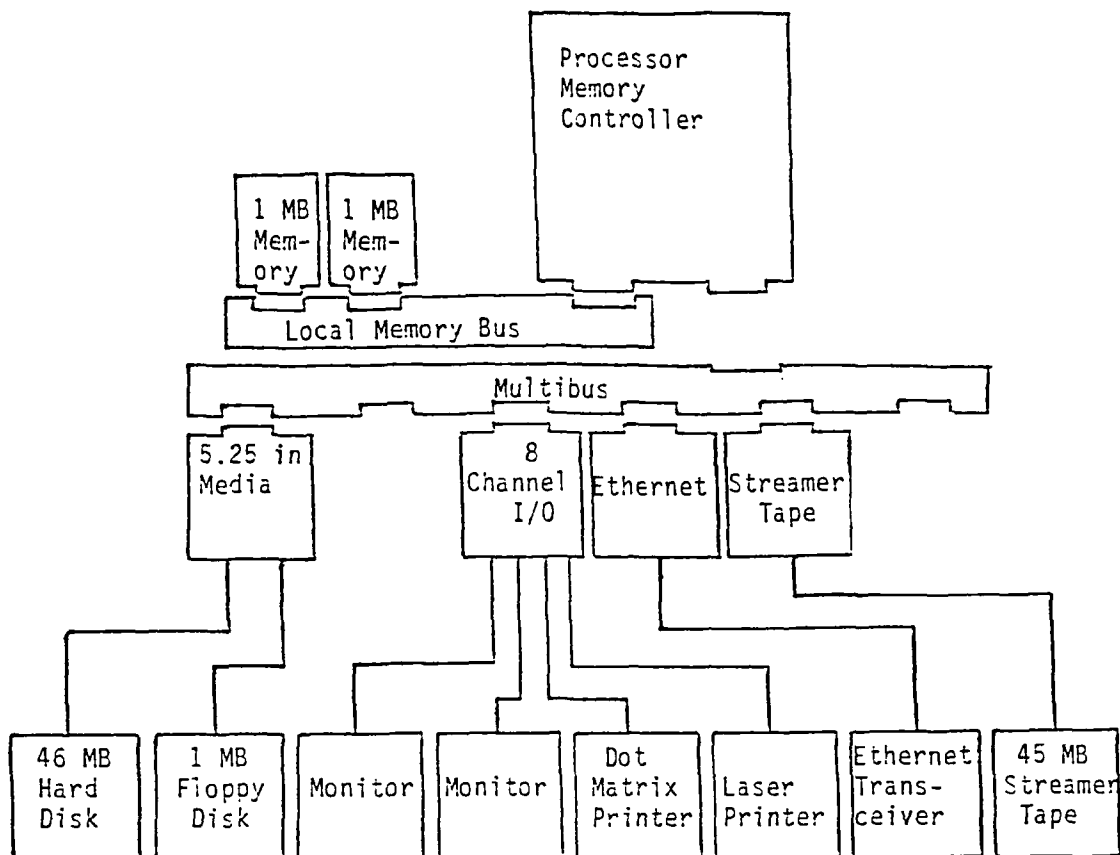 Processor
Memory
Controller
1 MB
Mem-
ory
1 MB
Mem-
ory
Local Memory Bus
Multibus
5.25 in
Media
8
Channel
I/O
Ethernet
Streamer
Tape
46 MB
Hard
Disk
1 MB
Floppy
Disk
Monitor
Monitor
Dot
Matrix
Printer
Laser
Printer
Ethernet
Trans-
ceiver
45 MB
Streamer
Tape